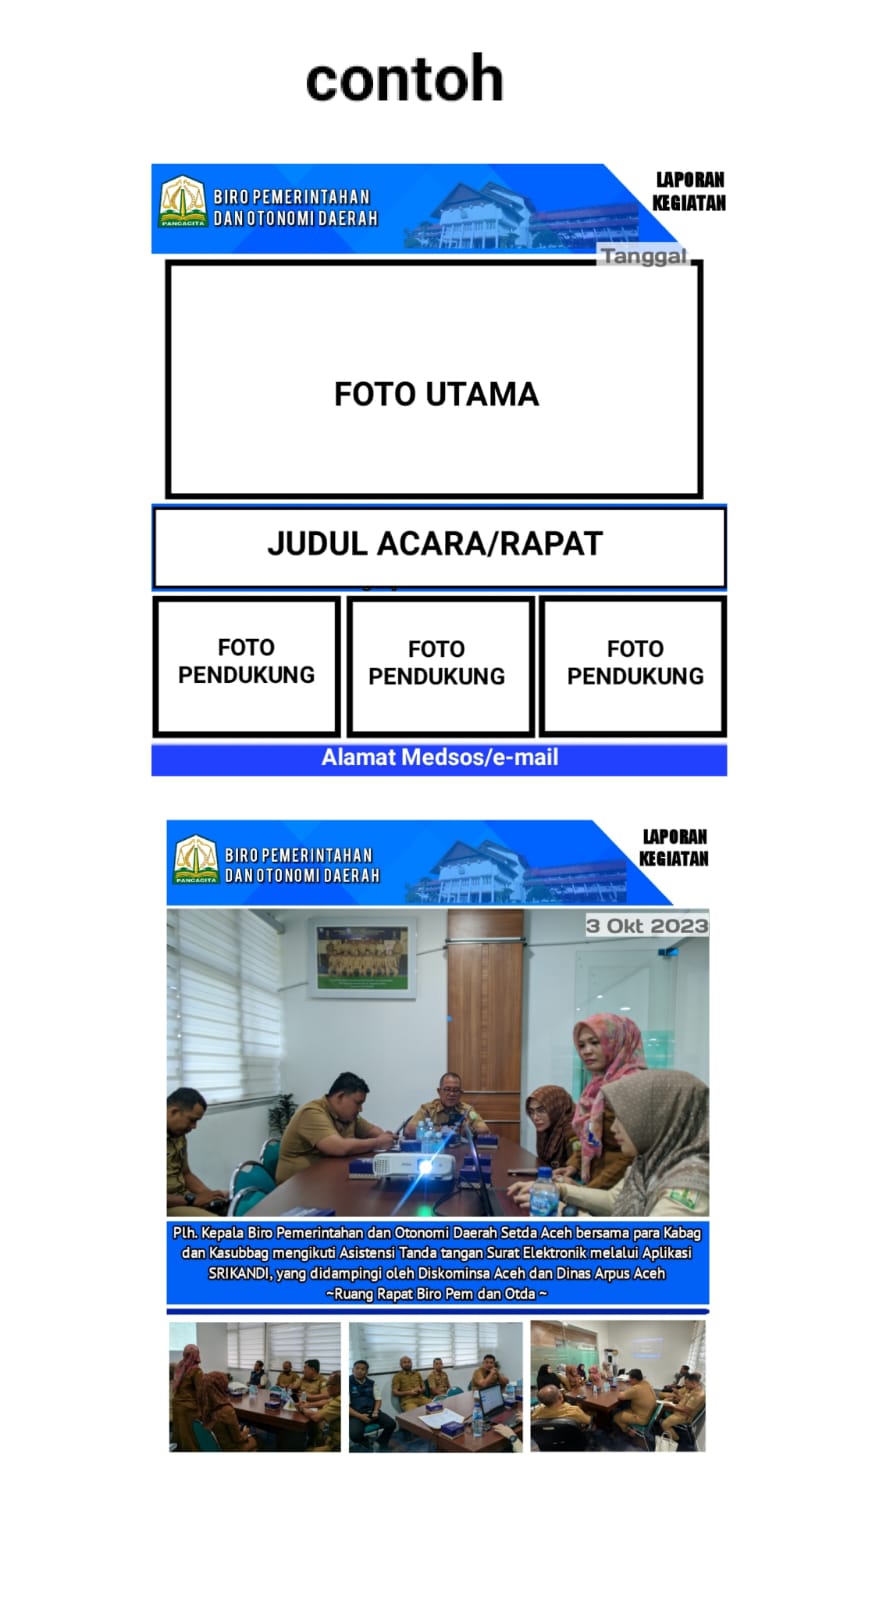 contoh
PANCACITA
BIRO PEMERINTAHAN
DAN OTONOMI DAERAH
LAPORAN
KEGIATAN
Tanggal
FOTO UTAMA
JUDUL ACARA/RAPAT
FOTO
PENDUKUNG
FOTO
PENDUKUNG
FOTO
PENDUKUNG
Alamat Medsos/e-mail
PANCACITA
BIRO PEMERINTAHAN
DAN OTONOMI DAERAH
LAPORAN
KEGIATAN
3 Okt 2023
Plh. Kepala Biro Pemerintahan dan Otonomi Daerah Setda Aceh bersama para Kabag
dan Kasubbag mengikuti Asistensi Tanda tangan Surat Elektronik melalui Aplikasi
SRIKANDI, yang didampingi oleh Diskominsa Aceh dan Dinas Arpus Aceh
~Ruang Rapat Biro Pem dan Otda ~